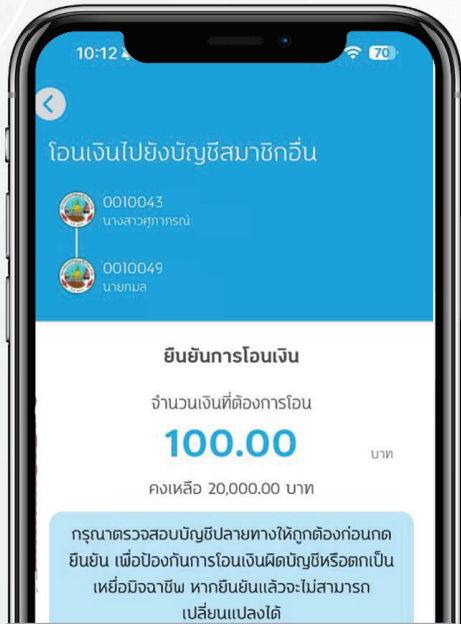 10:12
70
โอนเงินไปยังบัญชีสมาชิกอื่น
0010043
นางสาวศุภาภรณ์
0010049
นายกมล
ยืนยันการโอนเงิน
จำนวนเงินที่ต้องการโอน
100.00 บาท
คงเหลือ 20,000.00 บาท
กรุณาตรวจสอบบัญชีปลายทางให้ถูกต้องก่อนกด
ยืนยัน เพื่อป้องกันการโอนเงินผิดบัญชีหรือตกเป็น
เหยื่อมิจฉาชีพ หากยืนยันแล้วจะไม่สามารถ
เปลี่ยนแปลงได้